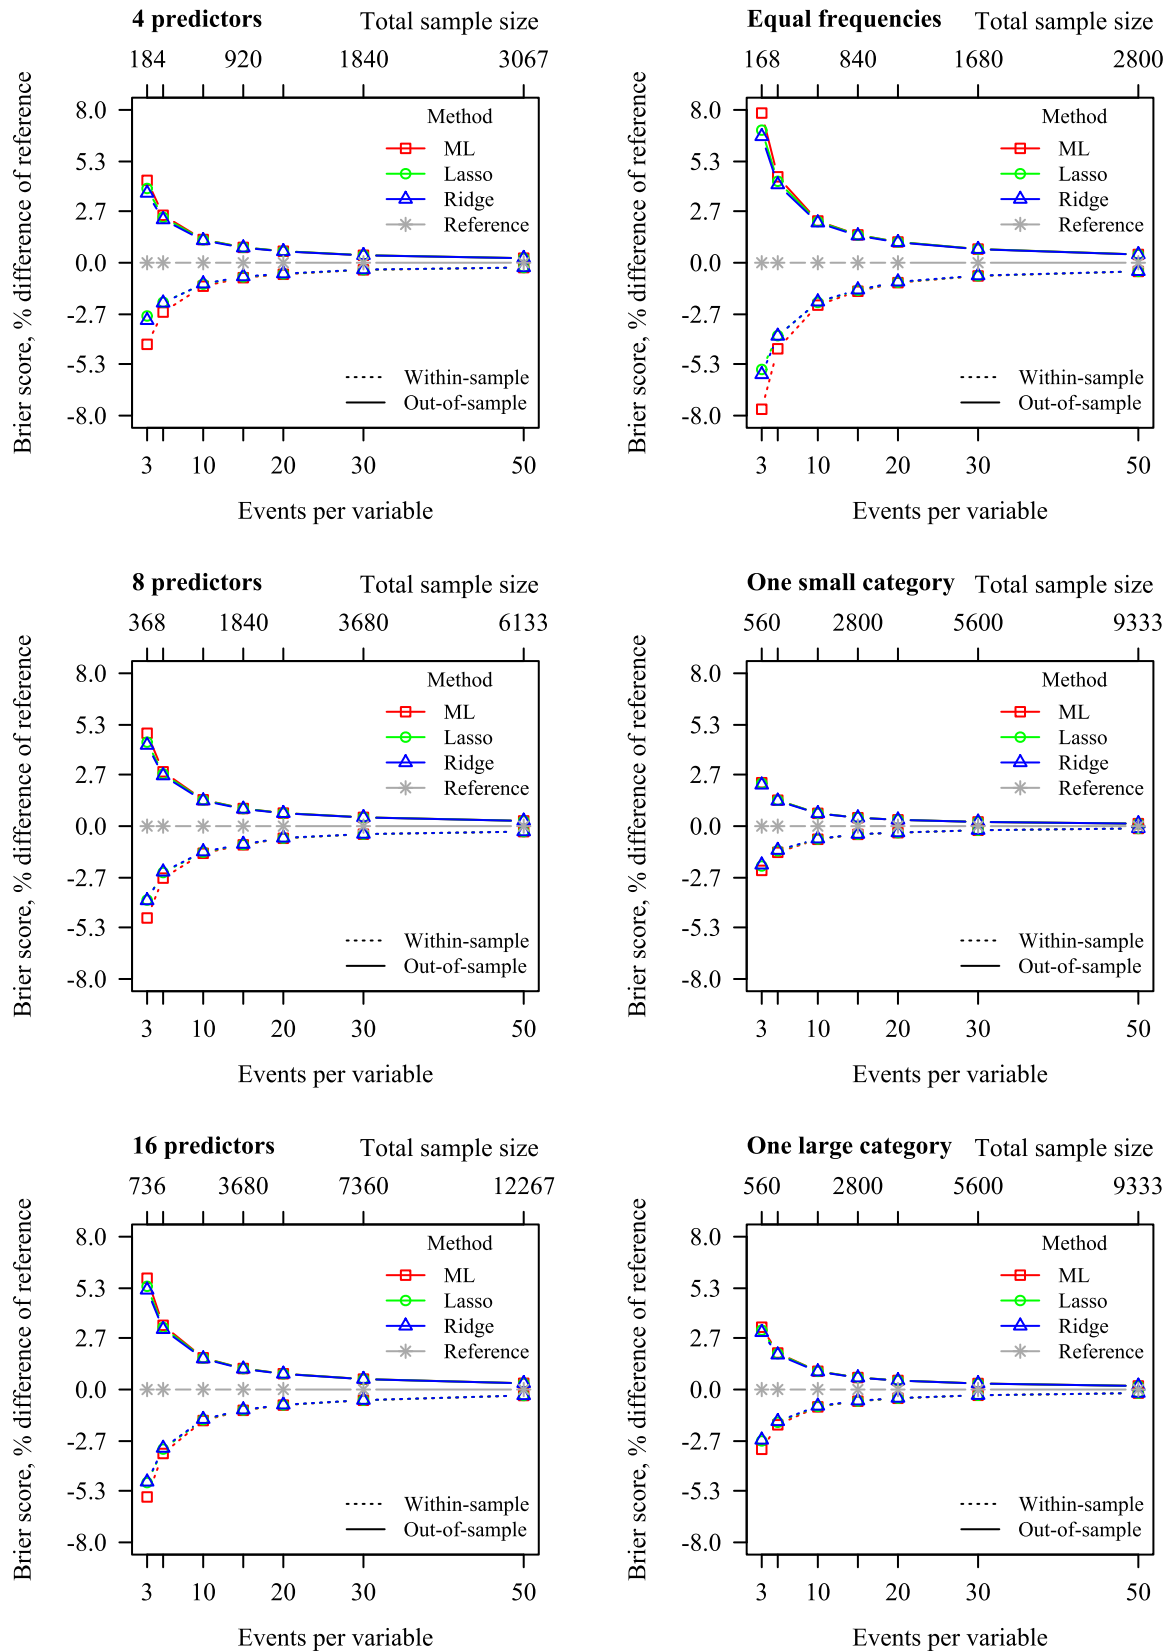 4 predictors Total sample size
184 920 1840 3067
Brier score, % difference of reference
8.0
5.3
2.7
0.0
-2.7
-5.3
-8.0
Method
ML
Lasso
Ridge
Reference
Within-sample
Out-of-sample
3 10 20 30 50
Events per variable
Equal frequencies Total sample size
168 840 1680 2800
Brier score, % difference of reference
8.0
5.3
2.7
0.0
-2.7
-5.3
-8.0
Method
ML
Lasso
Ridge
Reference
Within-sample
Out-of-sample
3 10 20 30 50
Events per variable
8 predictors Total sample size
368 1840 3680 6133
Brier score, % difference of reference
8.0
5.3
2.7
0.0
-2.7
-5.3
-8.0
Method
ML
Lasso
Ridge
Reference
Within-sample
Out-of-sample
3 10 20 30 50
Events per variable
One small category Total sample size
560 2800 5600 9333
Brier score, % difference of reference
8.0
5.3
2.7
0.0
-2.7
-5.3
-8.0
Method
ML
Lasso
Ridge
Reference
Within-sample
Out-of-sample
3 10 20 30 50
Events per variable
16 predictors Total sample size
736 3680 7360 12267
Brier score, % difference of reference
8.0
5.3
2.7
0.0
-2.7
-5.3
-8.0
Method
ML
Lasso
Ridge
Reference
Within-sample
Out-of-sample
3 10 20 30 50
Events per variable
One large category Total sample size
560 2800 5600 9333
Brier score, % difference of reference
8.0
5.3
2.7
0.0
-2.7
-5.3
-8.0
Method
ML
Lasso
Ridge
Reference
Within-sample
Out-of-sample
3 10 20 30 50
Events per variable